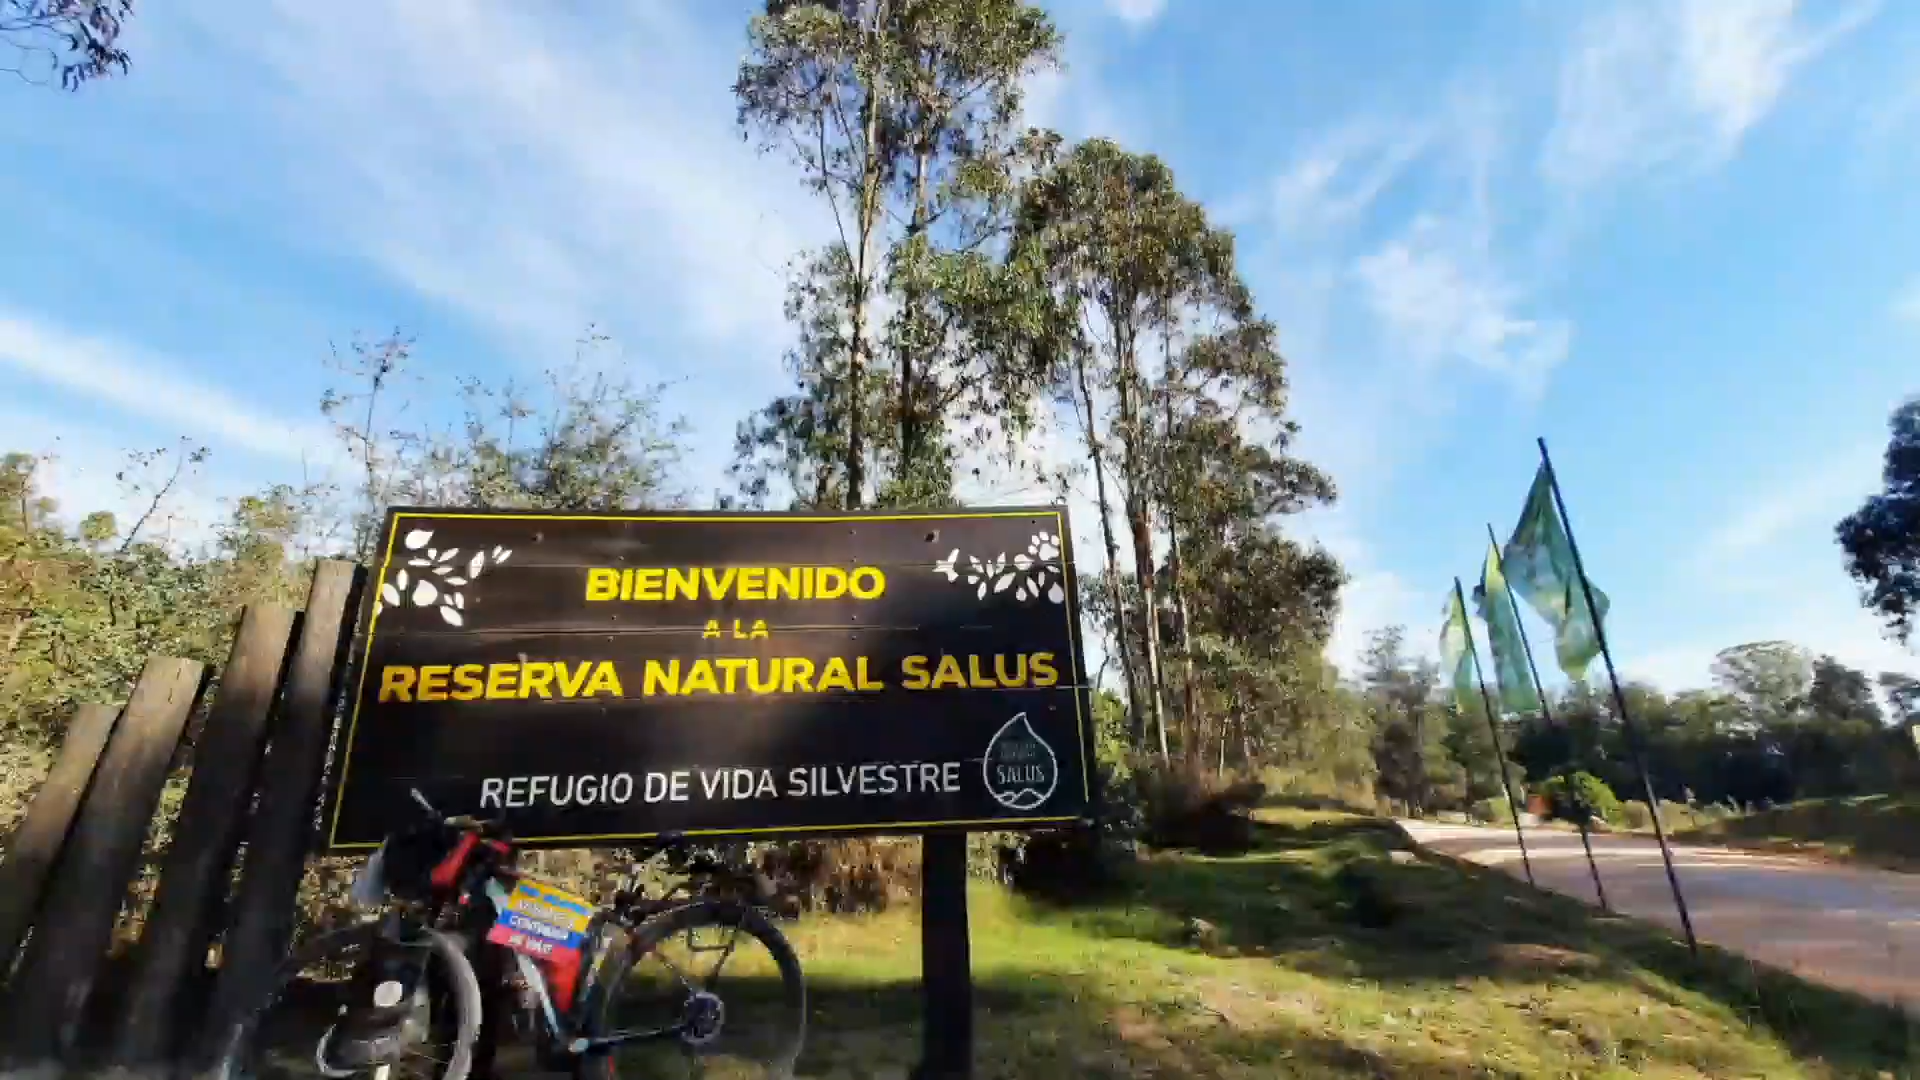 BIENVENIDO
A LA
RESERVA NATURAL SALUS
REFUGIO DE VIDA SILVESTRE
SALUS